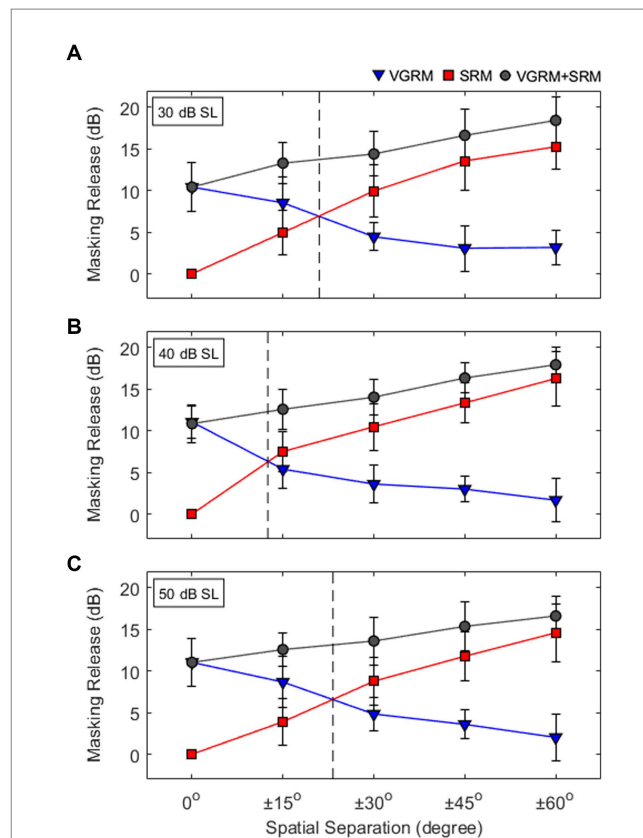 A
VGRM SRM VGRM+SRM
30 dB SL
Masking Release (dB)
20
15
10
5
0
B
40 dB SL
Masking Release (dB)
20
15
10
5
0
C
50 dB SL
Masking Release (dB)
20
15
10
5
0
0° ±15° ±30° ±45° ±60°
Spatial Separation (degree)